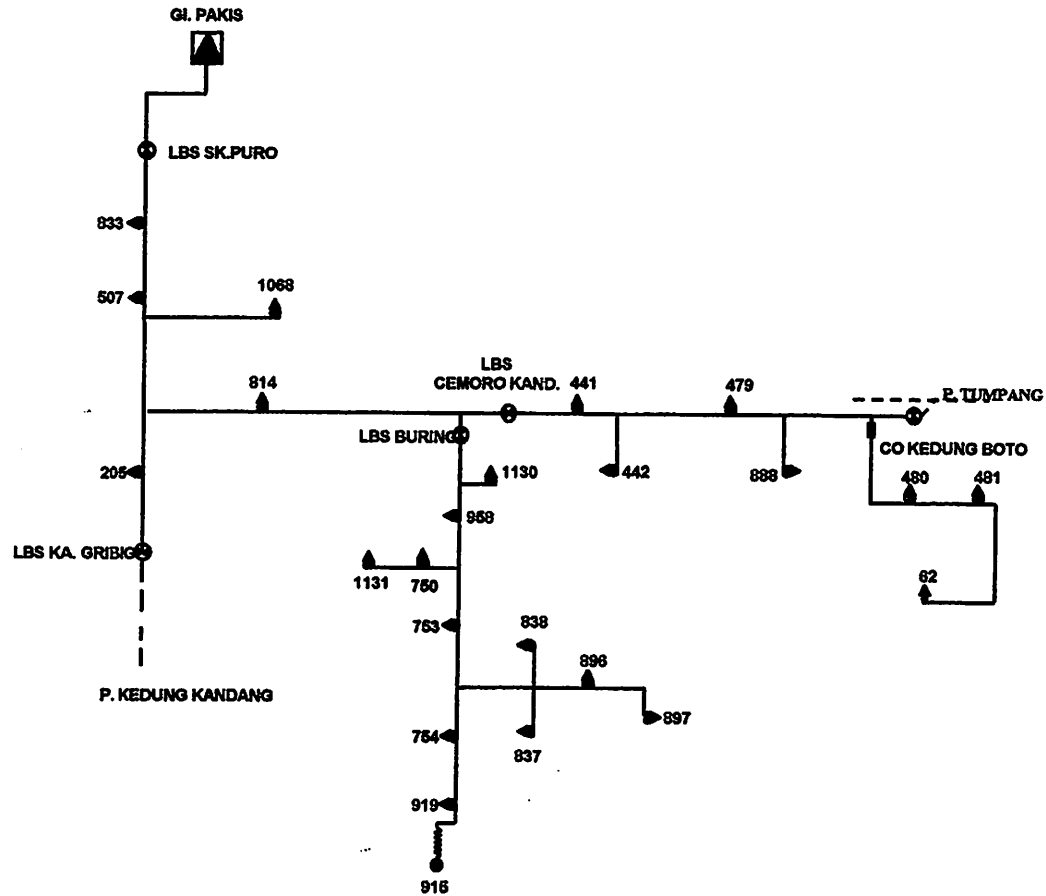 GI. PAKIS
LBS SK.PURO
833
507
1068
LBS
CEMORO KAND.
814
441
479
P. TUMPANG
LBS BURING
CO KEDUNG BOTO
205
1130
442
888
480
481
958
LBS KA. GRIBIG
1131
750
62
753
838
896
P. KEDUNG KANDANG
897
754
837
919
915